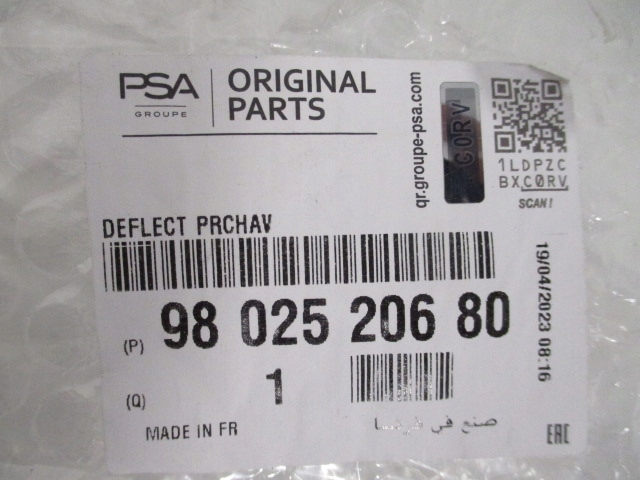 PSA
GROUPE
ORIGINAL
PARTS
qr.groupe-psa.com
C0RV
1LDPZC
BXC0RV
SCAN!
DEFLECT PRCHAV
(P) 98 025 206 80
19/04/2023 08:16
(Q) 1
MADE IN FR
صنع في فرنسا
EAC